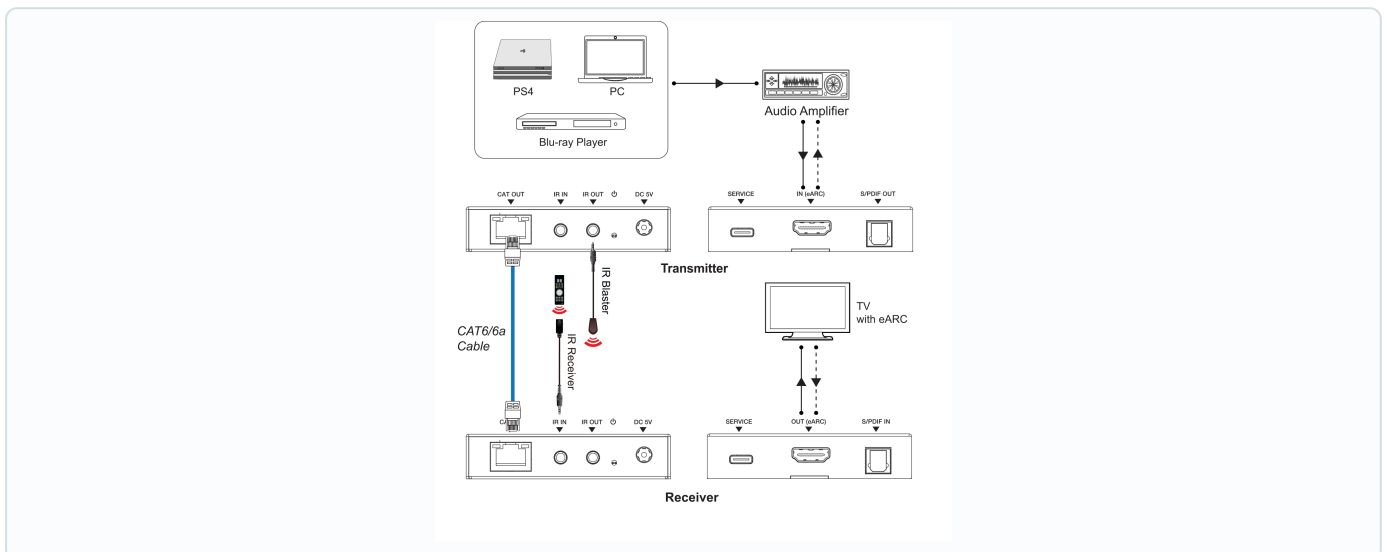 PS4
PC
Blu-ray Player
Audio Amplifier
CAT OUT
IR IN
IR OUT
DC 5V
SERVICE
IN (eARC)
S/PDIF OUT
Transmitter
IR Blaster
TV
with eARC
CAT6/6a
Cable
IR Receiver
IR IN
IR OUT
DC 5V
SERVICE
OUT (eARC)
S/PDIF IN
Receiver